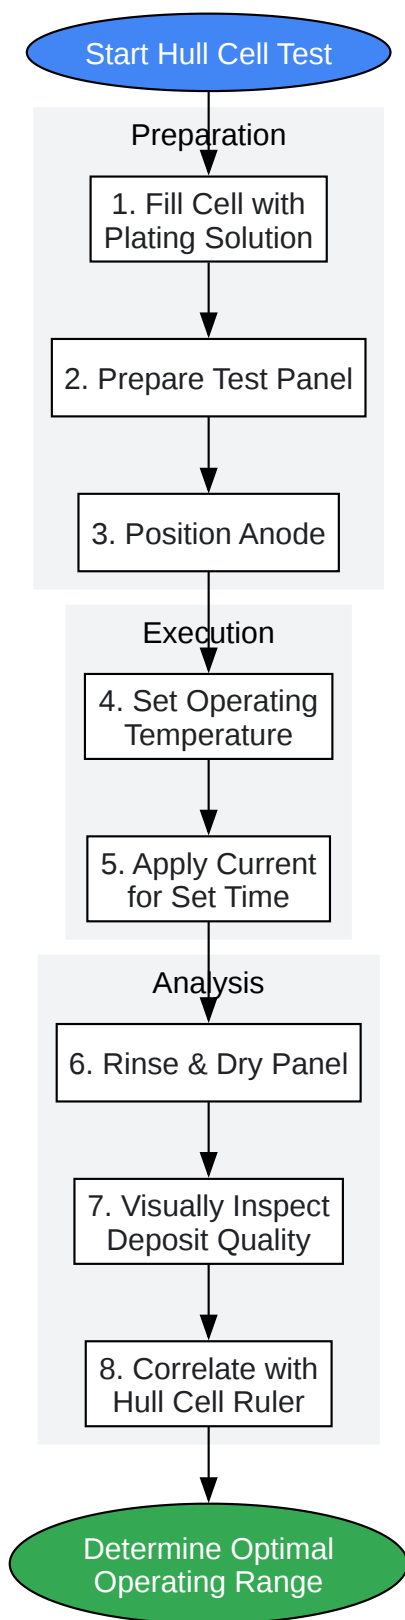 Start Hull Cell Test
Preparation
1. Fill Cell with
Plating Solution
2. Prepare Test Panel
3. Position Anode
Execution
4. Set Operating
Temperature
5. Apply Current
for Set Time
Analysis
6. Rinse & Dry Panel
7. Visually Inspect
Deposit Quality
8. Correlate with
Hull Cell Ruler
Determine Optimal
Operating Range